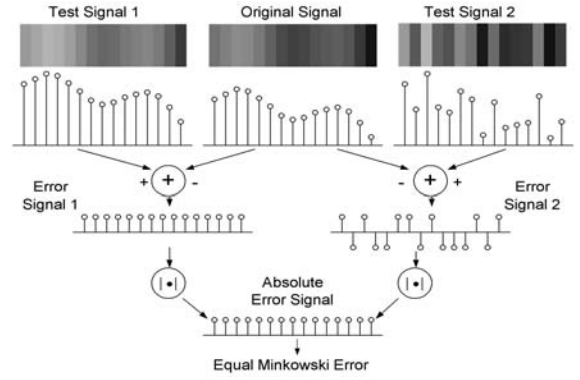 Test Signal 1
Original Signal
Test Signal 2
+ + -
- + +
Error
Signal 1
Error
Signal 2
|•|
|•|
Absolute
Error Signal
Equal Minkowski Error